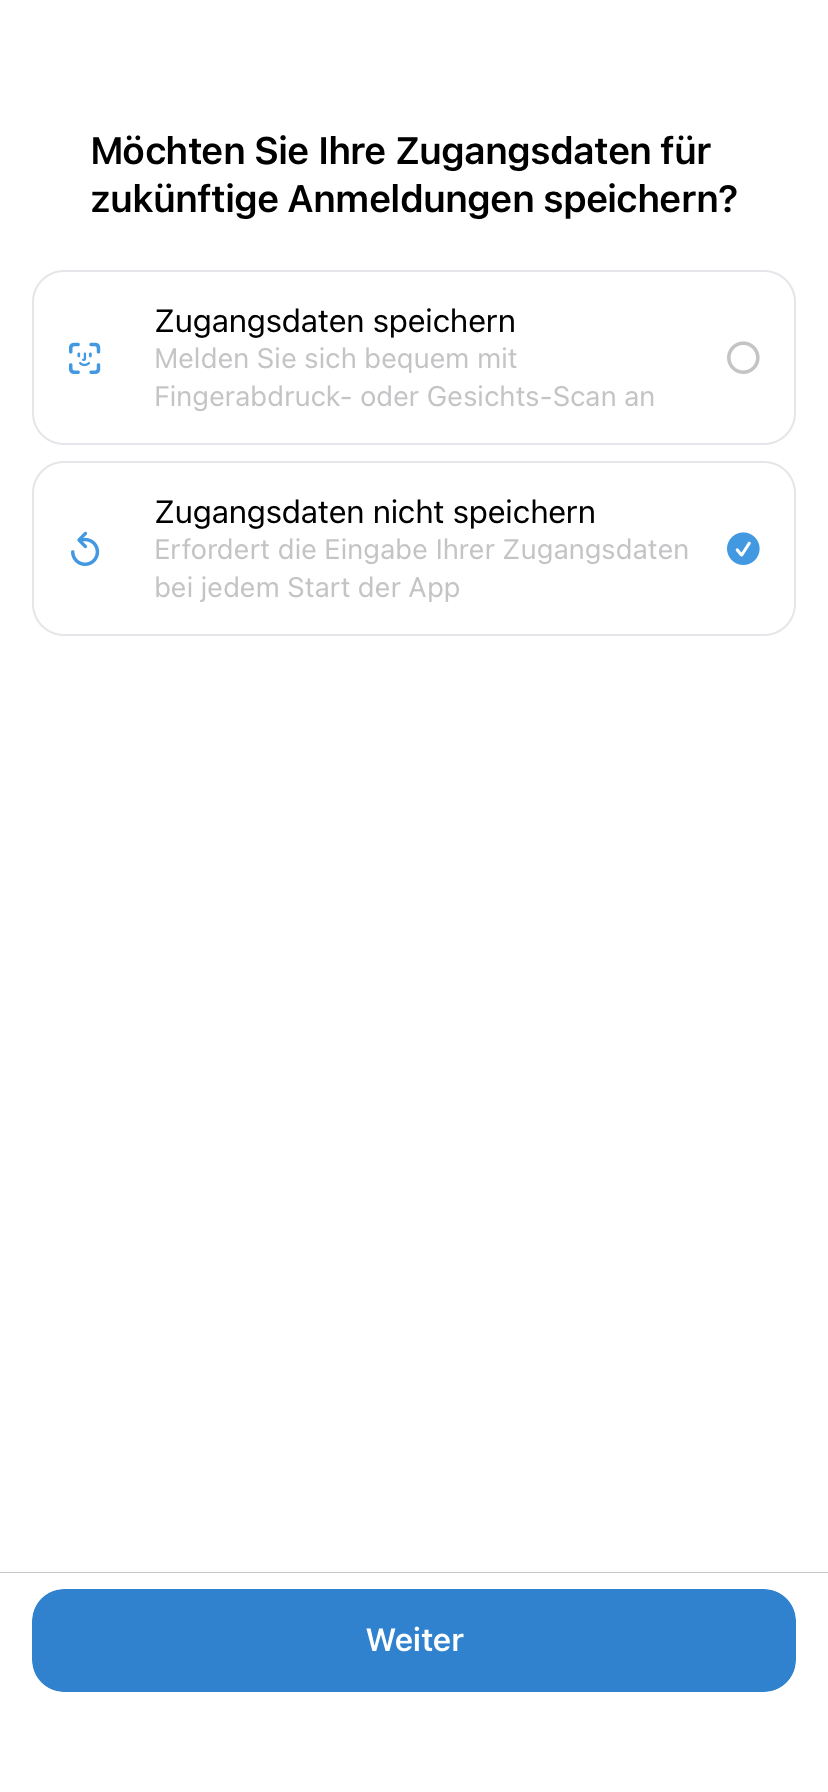 Möchten Sie Ihre Zugangsdaten für
zukünftige Anmeldungen speichern?
Zugangsdaten speichern
Melden Sie sich bequem mit
Fingerabdruck- oder Gesichts-Scan an
Zugangsdaten nicht speichern
Erfordert die Eingabe Ihrer Zugangsdaten
bei jedem Start der App
Weiter